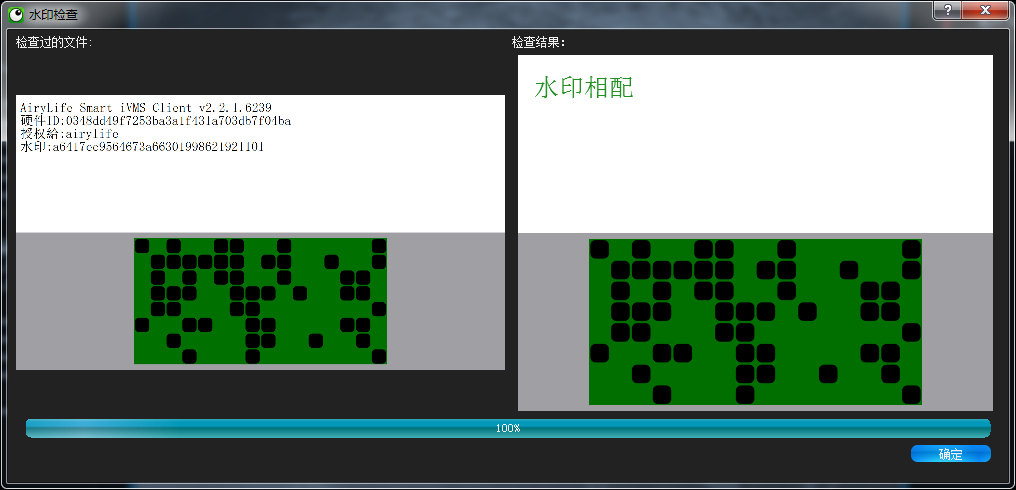 水印检查
检查过的文件:
检查结果:
水印相配
AiryLife Smart iVMS Client v2.2.1.6239
硬件ID:0348dd49f7253ba3a1f431a703db7f04ba
授权給:airylife
水印:a6417cc9564673a66301998621921101
100%
确定